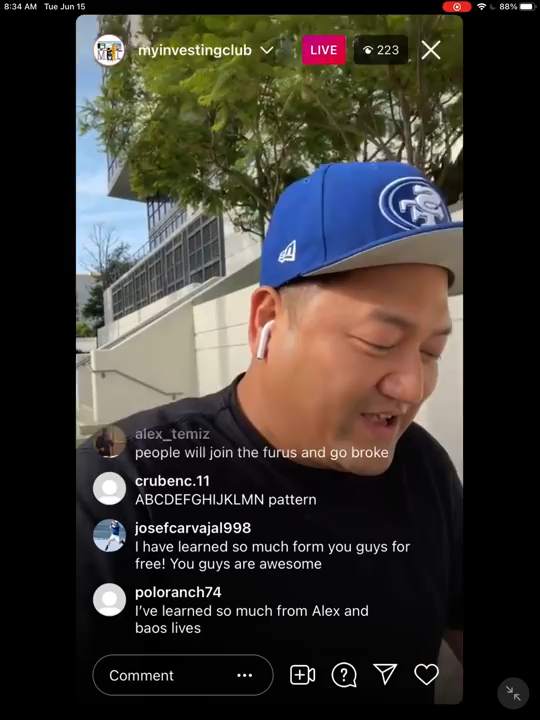 8:34 AM Tue Jun 15
88%
myinvestingclub
LIVE
223
SF
alex_temiz
people will join the furus and go broke
crubenc.11
ABCDEFGHIJKLMN pattern
josefcarvajal998
I have learned so much form you guys for
free! You guys are awesome
poloranch74
I've learned so much from Alex and
baos lives
Comment